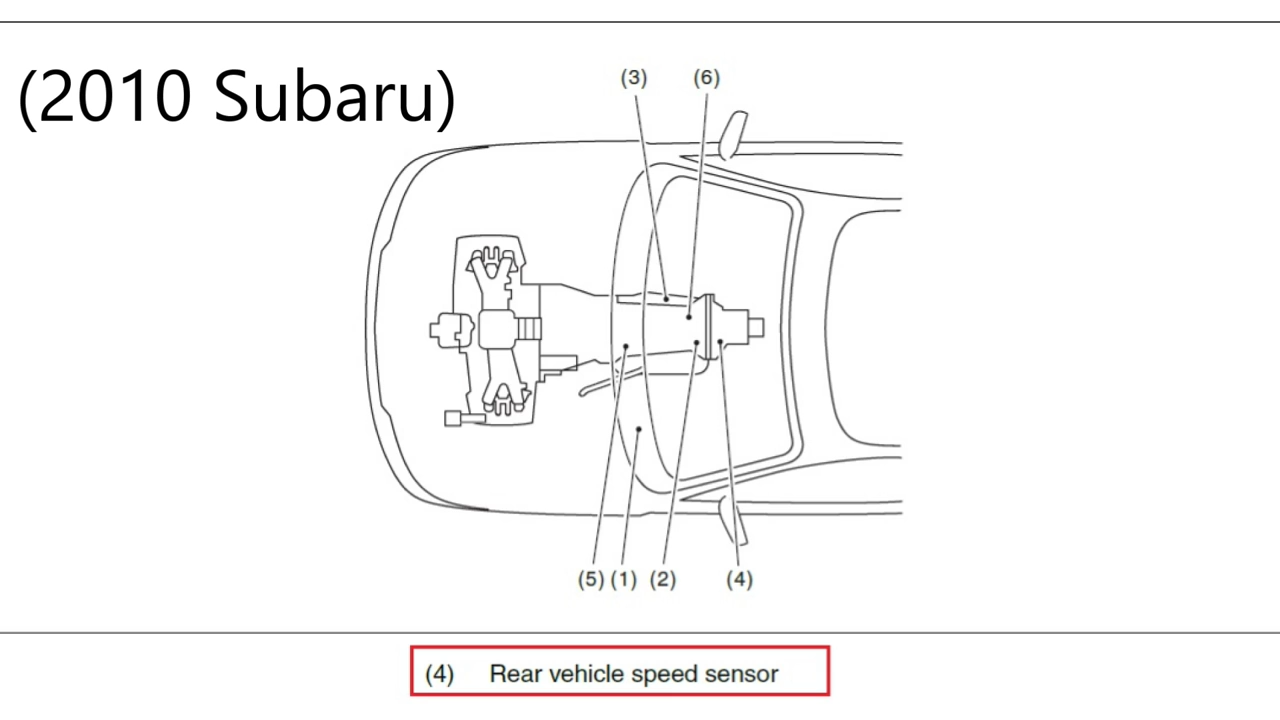 (2010 Subaru)
(3) (6)
(5) (1) (2) (4)
(4) Rear vehicle speed sensor